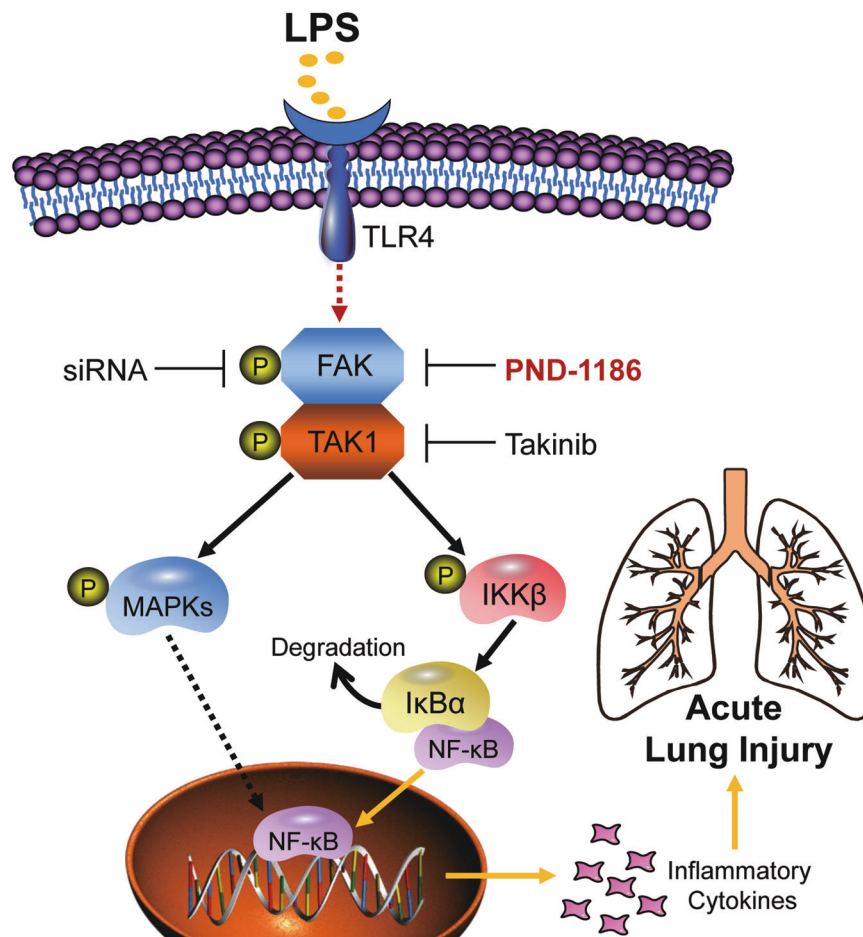 LPS
TLR4
siRNA
P
FAK
PND-1186
P
TAK1
Takinib
P
MAPKs
P
IKKβ
Degradation
IκBα
NF-κB
Acute
Lung Injury
NF-κB
Inflammatory
Cytokines